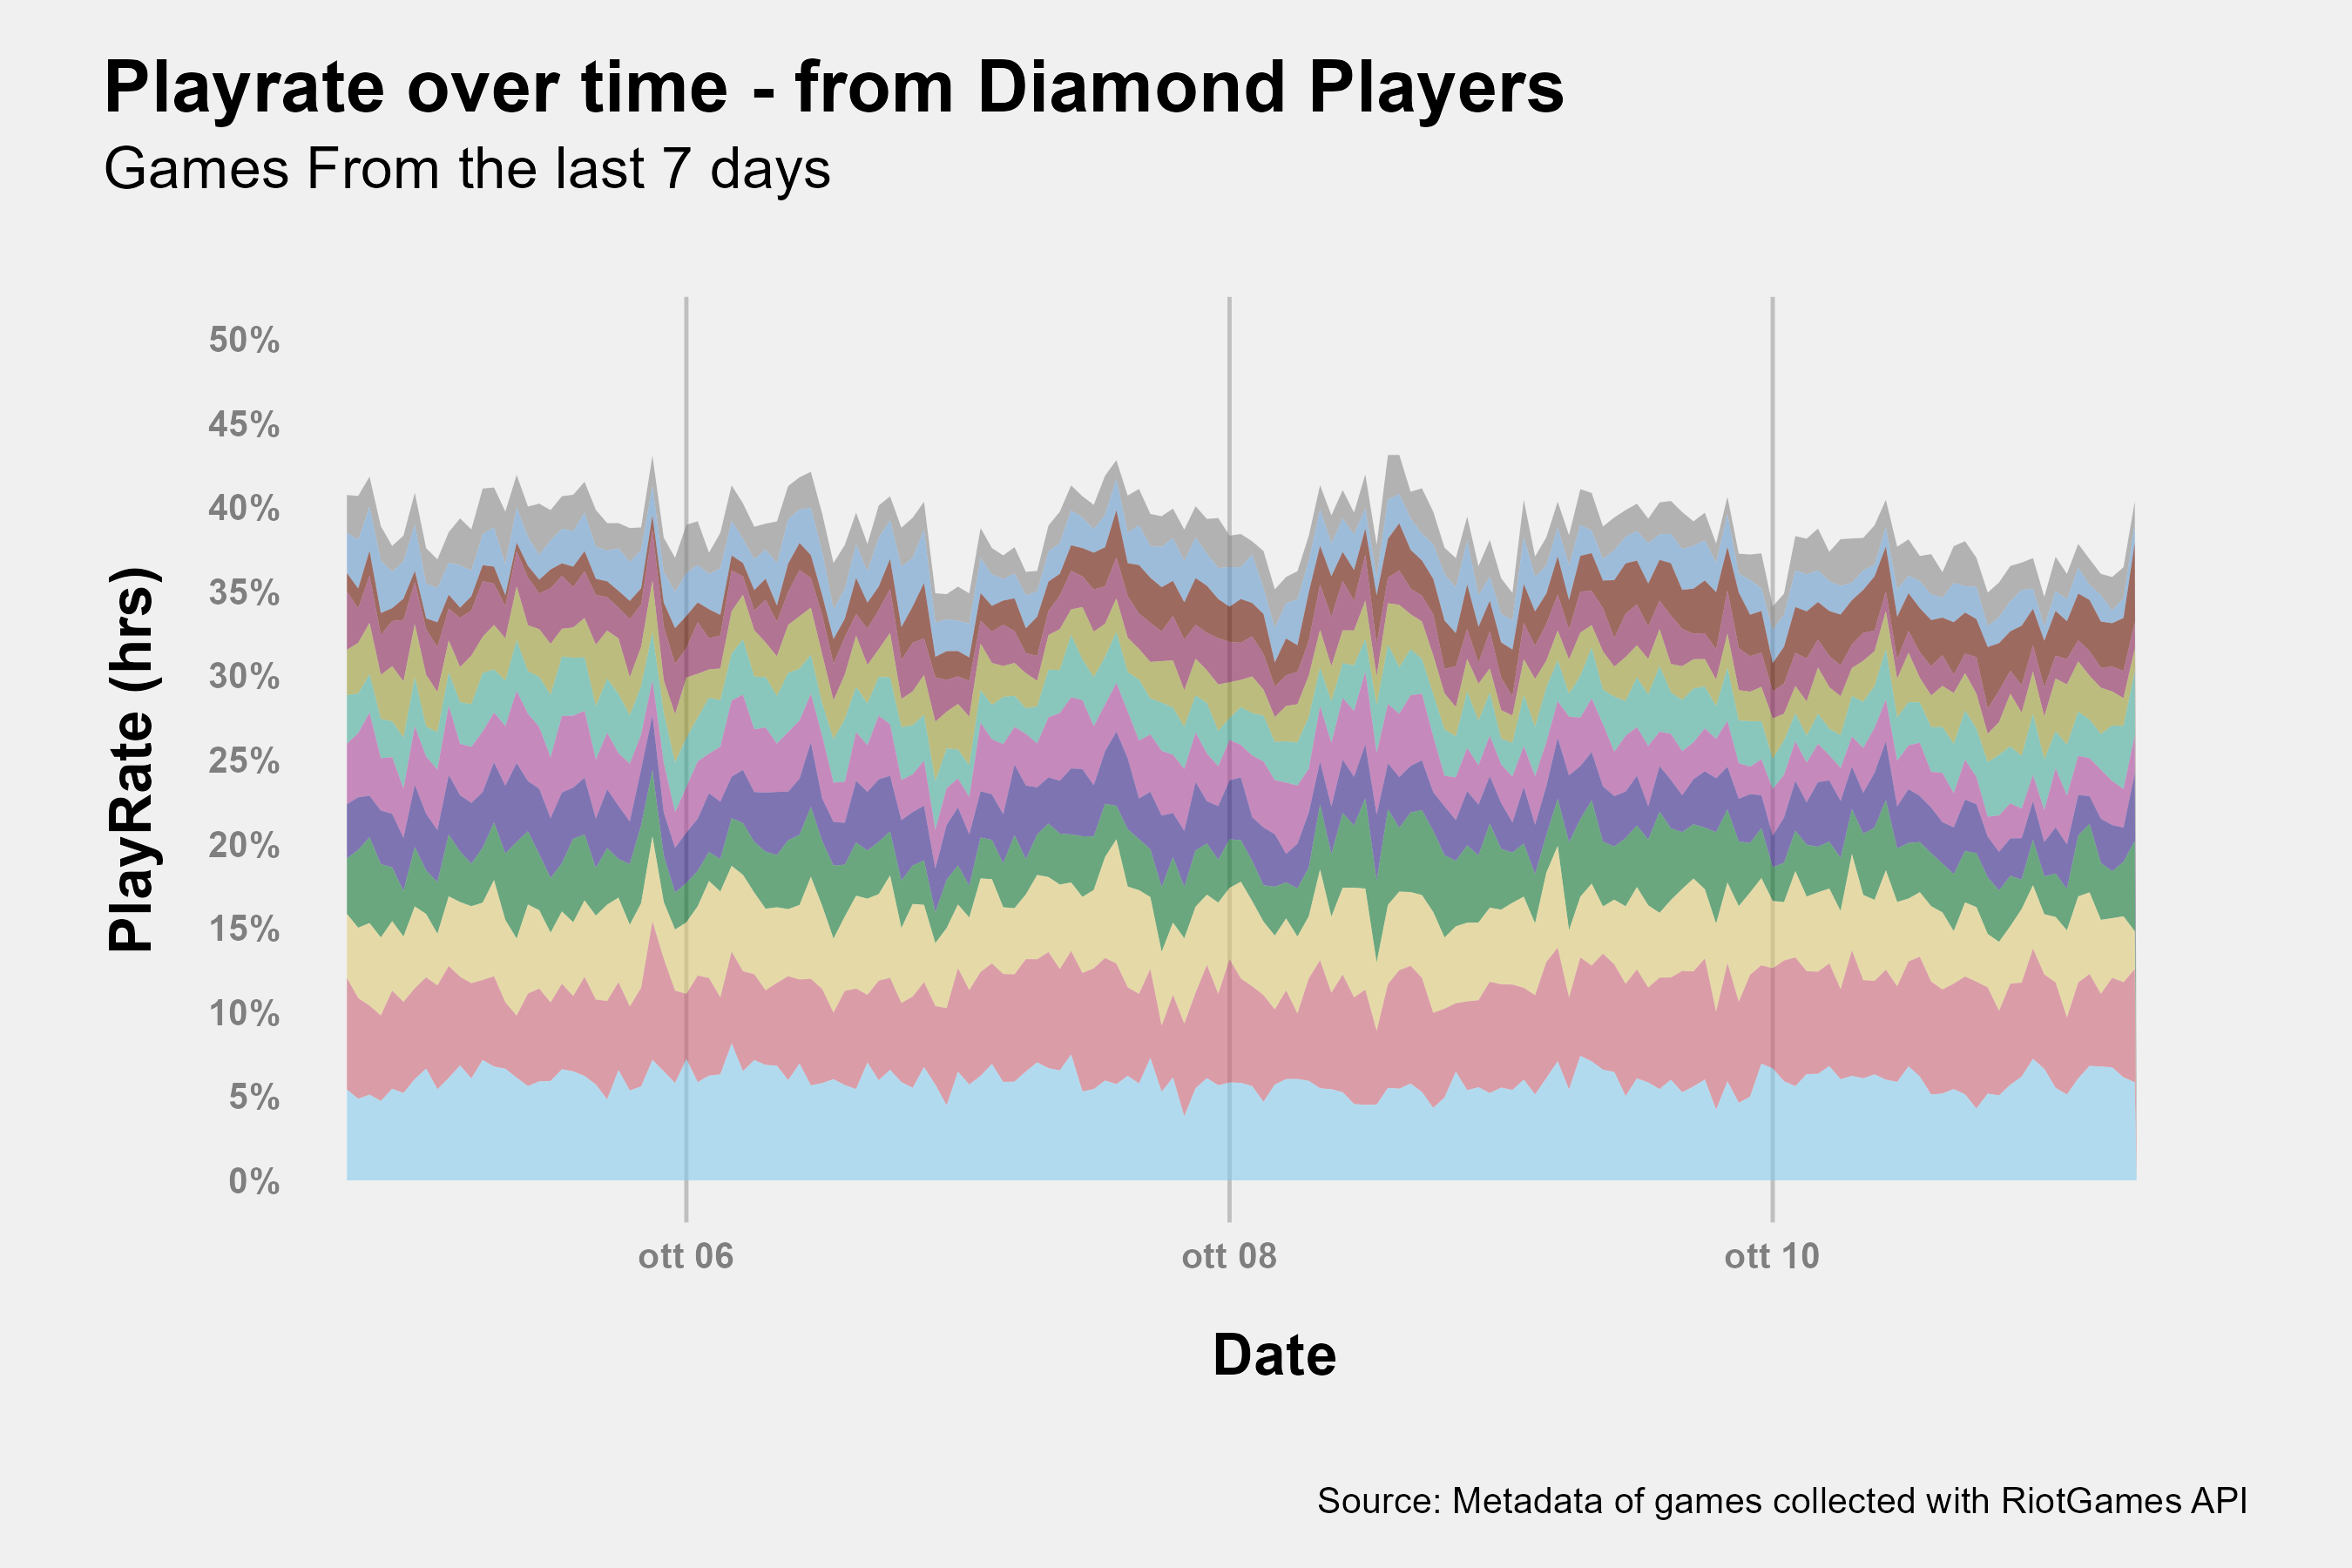 Playrate over time - from Diamond Players
Games From the last 7 days
PlayRate (hrs)
50%
45%
40%
35%
30%
25%
20%
15%
10%
5%
0%
ott 06
ott 08
ott 10
Date
Source: Metadata of games collected with RiotGames API